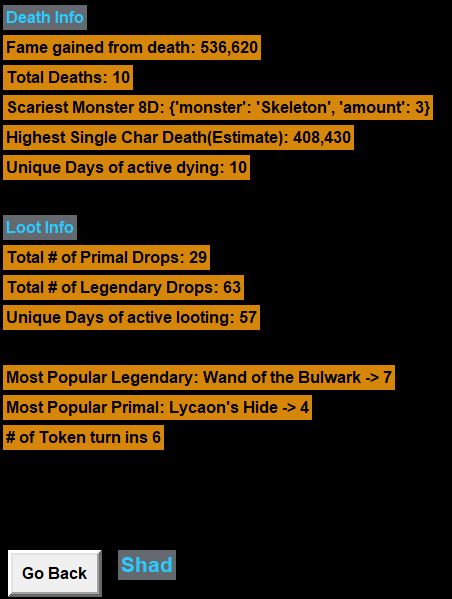 Death Info
Fame gained from death: 536,620
Total Deaths: 10
Scariest Monster 8D: {'monster': 'Skeleton', 'amount': 3}
Highest Single Char Death(Estimate): 408,430
Unique Days of active dying: 10
Loot Info
Total # of Primal Drops: 29
Total # of Legendary Drops: 63
Unique Days of active looting: 57
Most Popular Legendary: Wand of the Bulwark -> 7
Most Popular Primal: Lycaon's Hide -> 4
# of Token turn ins 6
Go Back
Shad